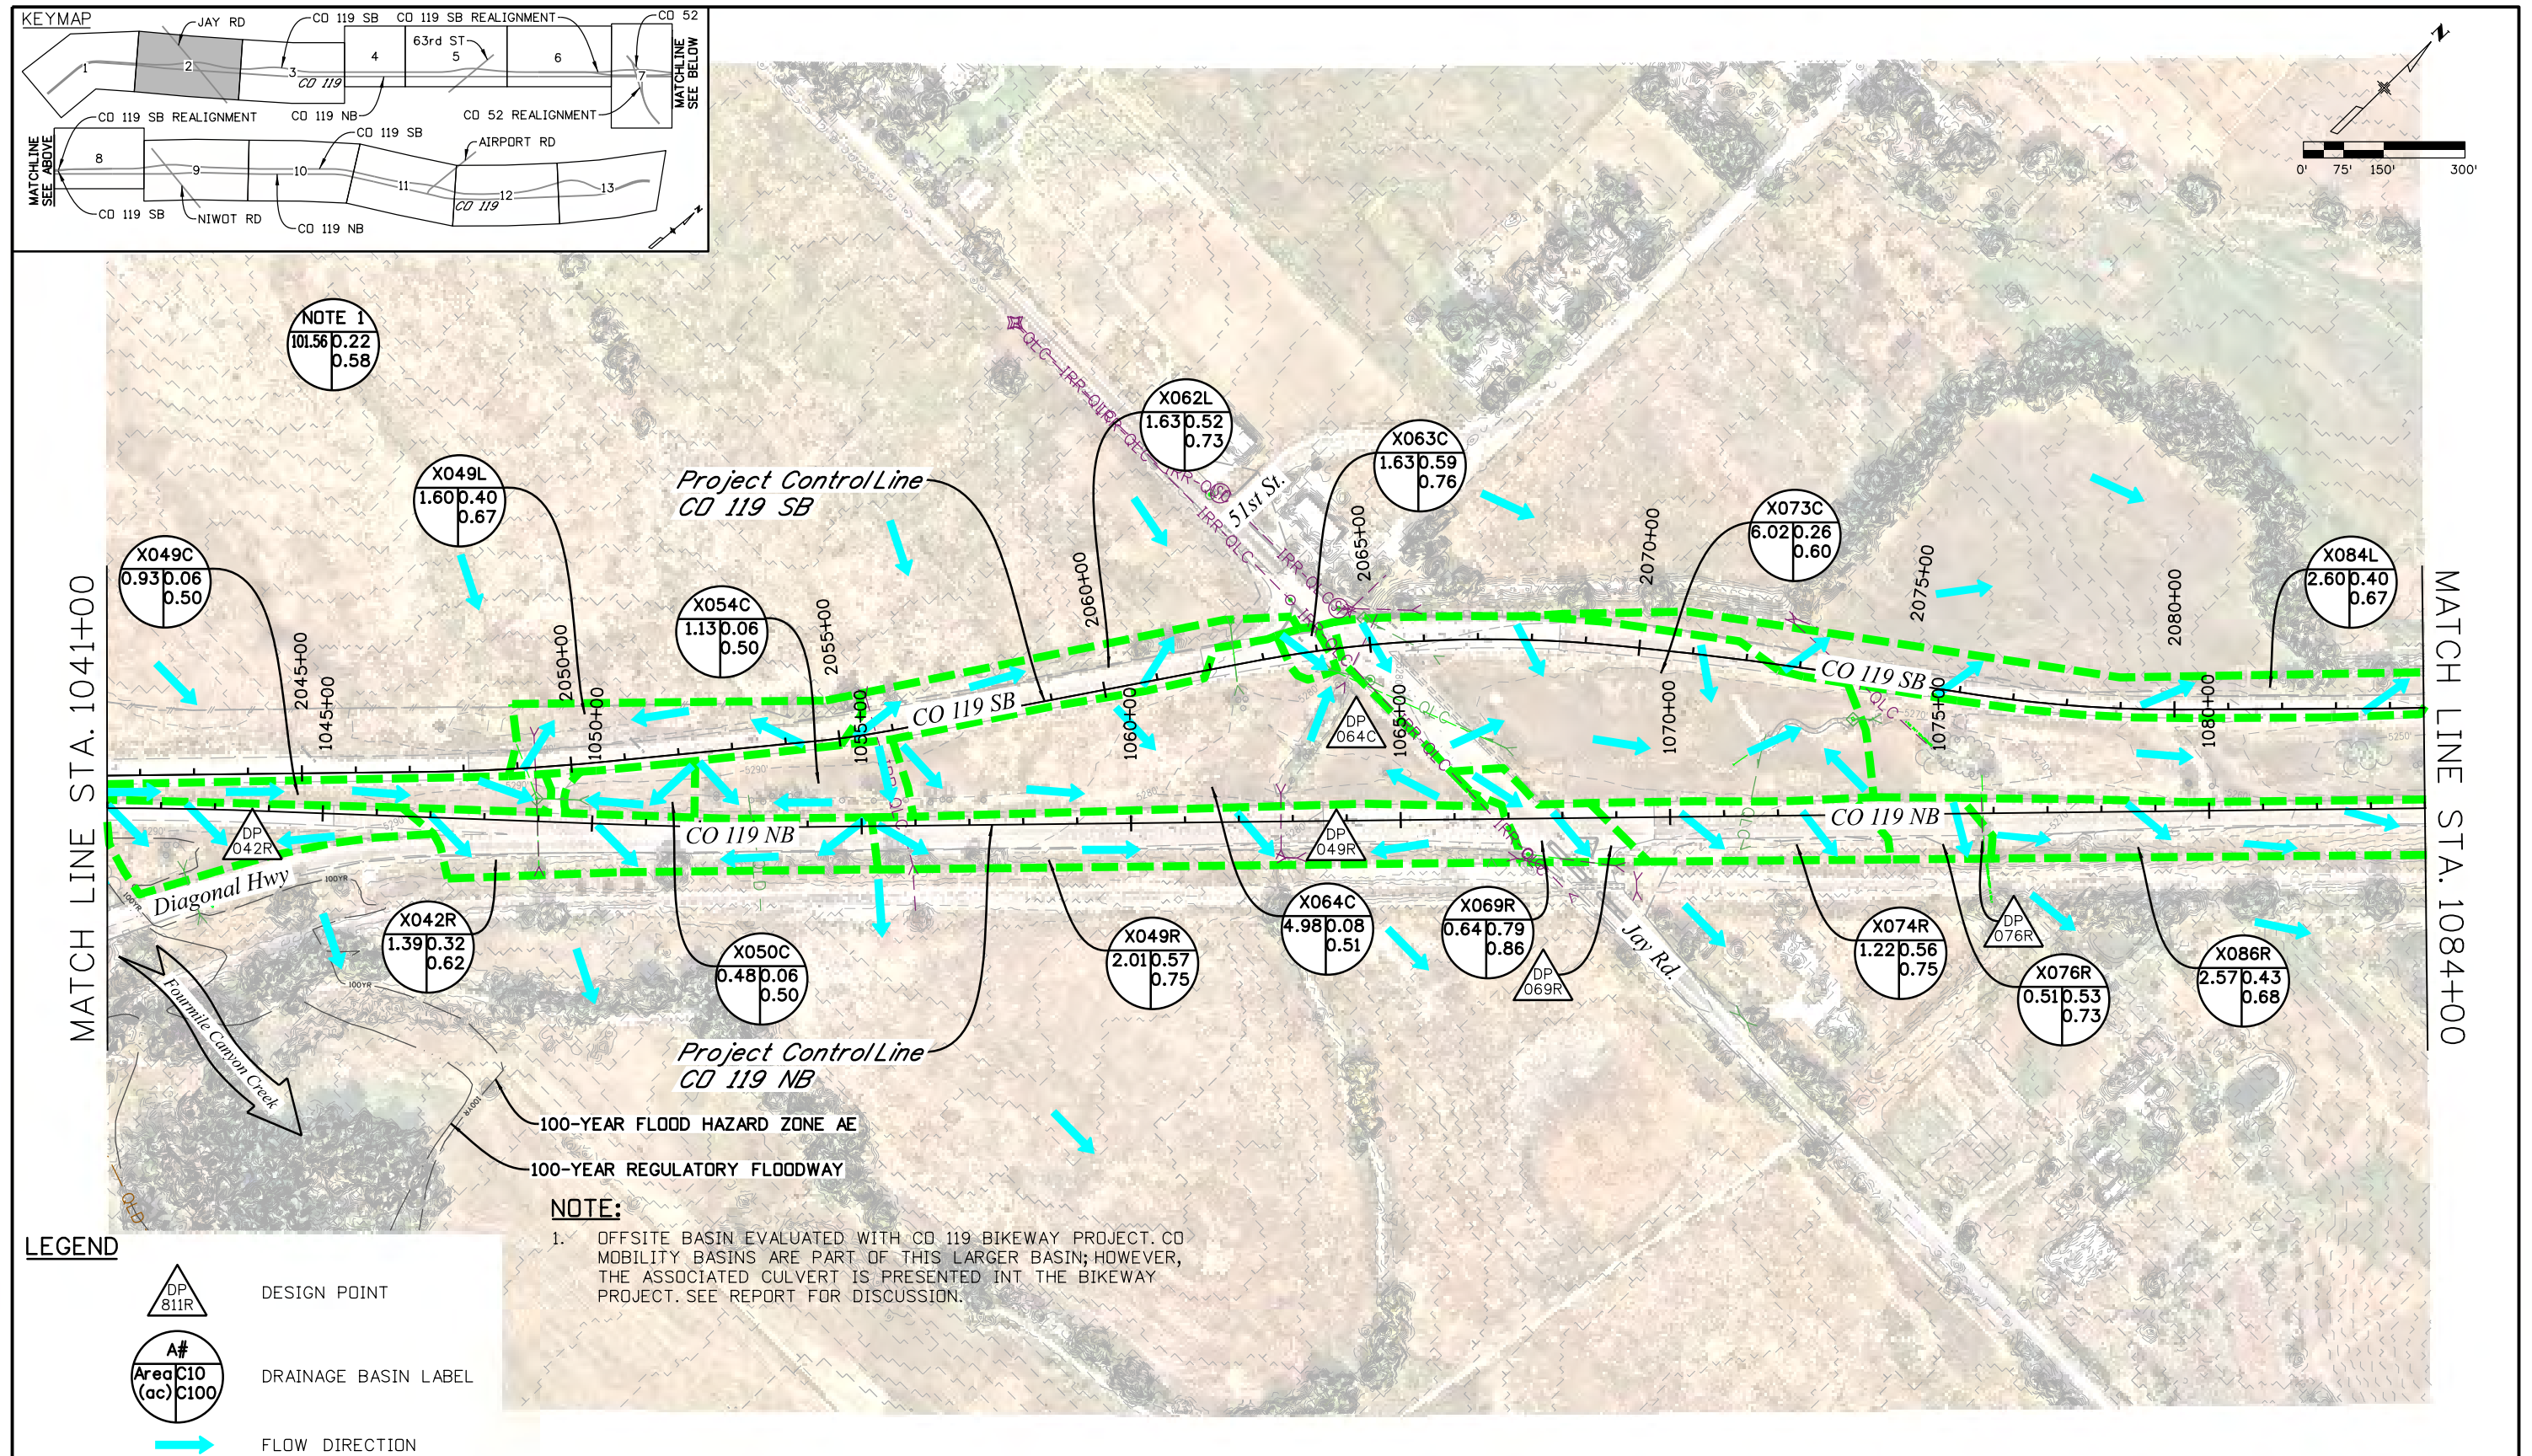 KEYMAP
JAY RD
CO 119 SB
CO 119 SB REALIGNMENT
CO 52
63rd ST
1
2
3
4
5
6
7
CO 119
MATCHLINE
SEE BELOW
CO 119 SB REALIGNMENT
CO 119 NB
CO 52 REALIGNMENT
CO 119 SB
AIRPORT RD
MATCHLINE
SEE ABOVE
8
9
10
11
12
13
CO 119
CO 119 SB
NIWOT RD
CO 119 NB
N
N
0' 75' 150' 300'
NOTE 1
101.56 0.22
0.58
X062L
1.63 0.52
0.73
X063C
1.63 0.59
0.76
X049L
1.60 0.40
0.67
Project Control Line
CO 119 SB
51st St.
X073C
6.02 0.26
0.60
X049C
0.93 0.06
0.50
X084L
2.60 0.40
0.67
X054C
1.13 0.06
0.50
2045+00
2050+00
2055+00
2060+00
2065+00
2070+00
2075+00
2080+00
1045+00
1050+00
1055+00
1060+00
1065+00
1070+00
1075+00
1080+00
MATCH LINE STA. 1041+00
MATCH LINE STA. 1084+00
CO 119 SB
CO 119 SB
CO 119 NB
CO 119 NB
DP
064C
DP
042R
DP
049R
Diagonal Hwy
100YR
100YR
100YR
100YR
X042R
1.39 0.32
0.62
X050C
0.48 0.06
0.50
X049R
2.01 0.57
0.75
X064C
4.98 0.08
0.51
X069R
0.64 0.79
0.86
DP
069R
Jay Rd.
X074R
1.22 0.56
0.75
DP
076R
X076R
0.51 0.53
0.73
X086R
2.57 0.43
0.68
Fourmile Canyon Creek
Project Control Line
CO 119 NB
100-YEAR FLOOD HAZARD ZONE AE
100-YEAR REGULATORY FLOODWAY
QLD
NOTE:
1. OFFSITE BASIN EVALUATED WITH CO 119 BIKEWAY PROJECT. CO
MOBILITY BASINS ARE PART OF THIS LARGER BASIN; HOWEVER,
THE ASSOCIATED CULVERT IS PRESENTED INT THE BIKEWAY
PROJECT. SEE REPORT FOR DISCUSSION.
LEGEND
DP
811R
DESIGN POINT
A#
Area C10
(ac) C100
DRAINAGE BASIN LABEL
FLOW DIRECTION